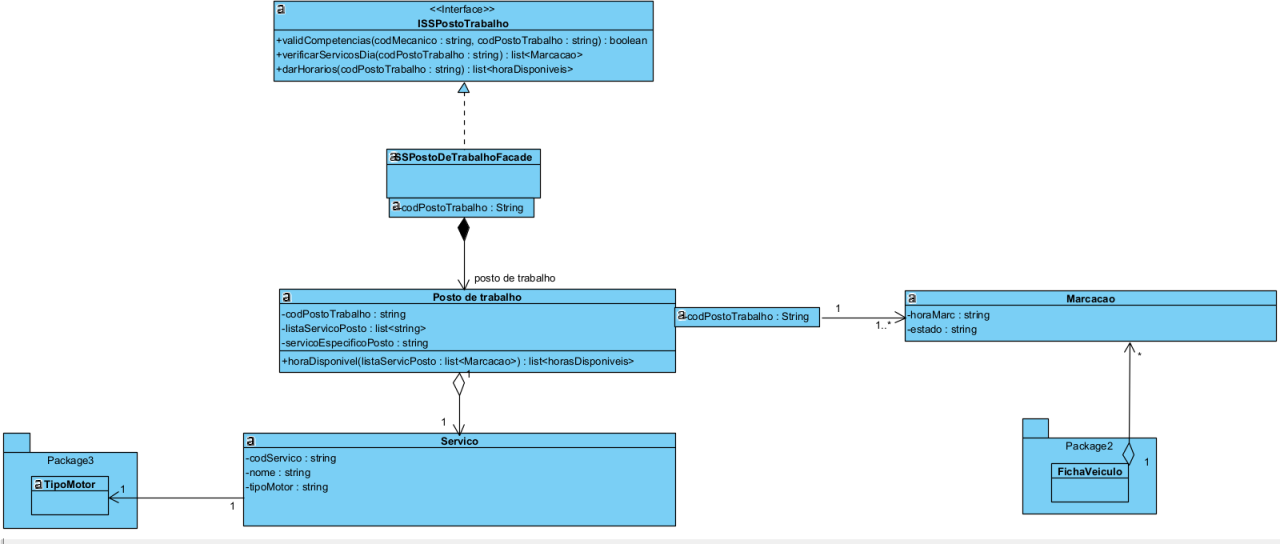 a
<<Interface>>
ISSPostoTrabalho
+validCompetencias(codMecanico : string, codPostoTrabalho : string) : boolean
+verificarServicosDia(codPostoTrabalho : string) : list<Marcacao>
+darHorarios(codPostoTrabalho : string) : list<horaDisponiveis>
a
SSPostoDeTrabalhoFacade
a
-codPostoTrabalho : String
posto de trabalho
a
Posto de trabalho
-codPostoTrabalho : string
-listaServicoPosto : list<string>
-servicoEspecificoPosto : string
+horaDisponivel(listaServicPosto : list<Marcacao>) : list<horasDisponiveis>
a
-codPostoTrabalho : String
1
1..*
a
Marcacao
-horaMarc : string
-estado : string
*
1
1
a
Servico
-codServico : string
-nome : string
-tipoMotor : string
Package3
a
TipoMotor
1
1
Package2
FichaVeiculo
1